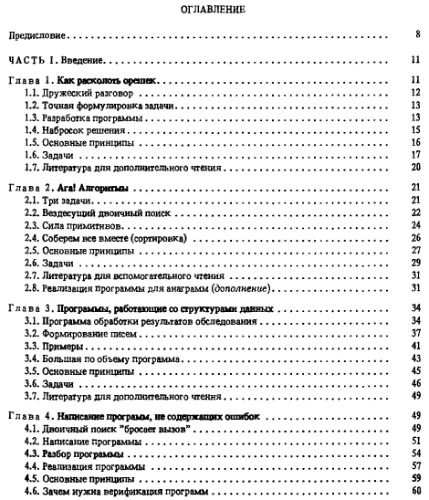 ОГЛАВЛЕНИЕ
Предисловие 8
ЧАСТЬ I. Введение 11
Глава 1. Как расколоть орешек 11
1.1. Дружеский разговор 12
1.2. Точная формулировка задачи 13
1.3. Разработка программы 13
1.4. Набросок решения 15
1.5. Основные принципы 16
1.6. Задачи 17
1.7. Литература для дополнительного чтения 20
Глава 2. Ага! Алгоритмы 21
2.1. Три задачи 21
2.2. Вездесущий двоичный поиск 22
2.3. Сила примитивов 24
2.4. Соберем все вместе (сортировка) 26
2.5. Основные принципы 27
2.6. Задачи 29
2.7. Литература для вспомогательного чтения 31
2.8. Реализация программы для анаграмм (дополнение) 31
Глава 3. Программы, работающие со структурами данных 34
3.1. Программа обработки результатов обследования 34
3.2. Формирование писем 37
3.3. Примеры 41
3.4. Большая по объему программа 43
3.5. Основные принципы 45
3.6. Задачи 46
3.7. Литература для дополнительного чтения 49
Глава 4. Написание программ, не содержащих ошибок 49
4.1. Двоичный поиск "бросает вызов" 49
4.2. Написание программы 51
4.3. Разбор программы 54
4.4. Реализация программы 57
4.5. Основные принципы 59
4.6. Зачем нужна верификация программ 60